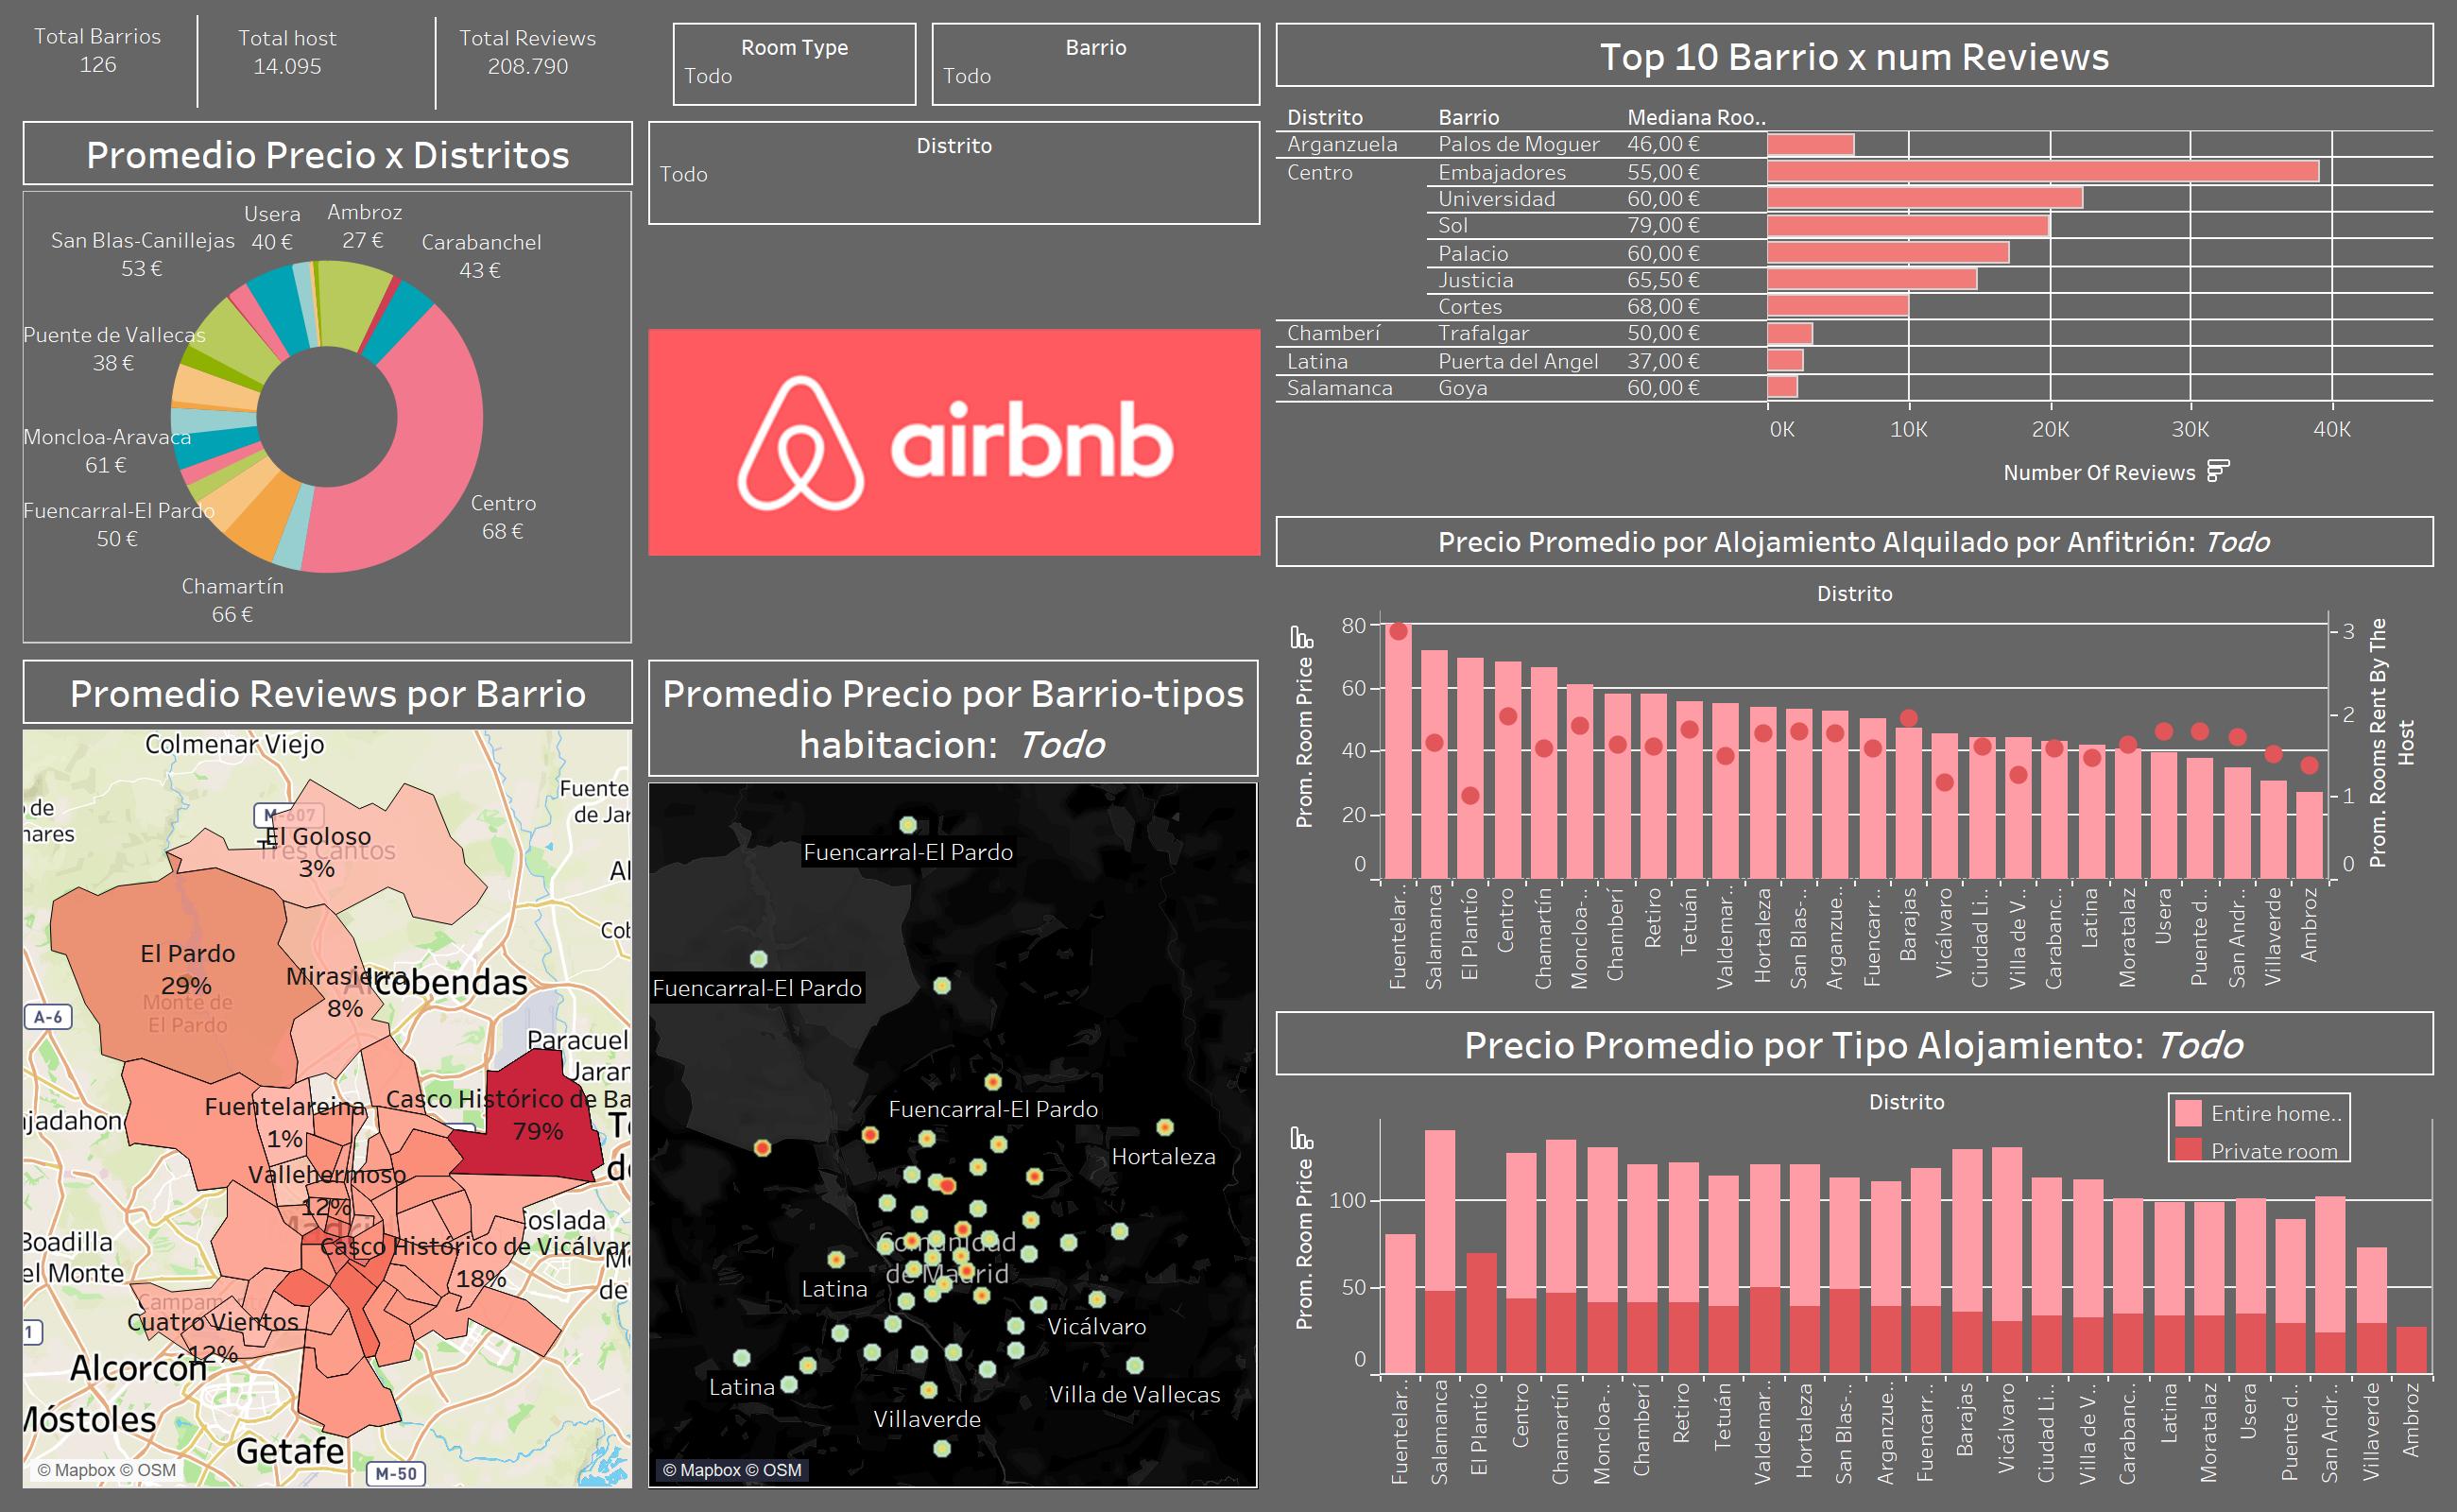 Total Barrios
126
Total host
14.095
Total Reviews
208.790
Room Type
Todo
Barrio
Todo
Distrito
Todo
Promedio Precio x Distritos
Usera
40 €
Ambroz
27 €
San Blas-Canillejas
53 €
Carabanchel
43 €
Puente de Vallecas
38 €
Moncloa-Aravaca
61 €
Fuencarral-El Pardo
50 €
Centro
68 €
Chamartín
66 €
airbnb
Top 10 Barrio x num Reviews
Distrito Barrio Mediana Roo..
Arganzuela Palos de Moguer 46,00 €
Centro Embajadores 55,00 €
Universidad 60,00 €
Sol 79,00 €
Palacio 60,00 €
Justicia 65,50 €
Cortes 68,00 €
Chamberí Trafalgar 50,00 €
Latina Puerta del Angel 37,00 €
Salamanca Goya 60,00 €
0K 10K 20K 30K 40K
Number Of Reviews
Precio Promedio por Alojamiento Alquilado por Anfitrión: Todo
Distrito
Prom. Room Price
80
60
40
20
0
3
2
1
0
Prom. Rooms Rent By The
Host
Fuentelar..
Salamanca
El Plantío
Centro
Chamartín
Moncloa-..
Chamberí
Retiro
Tetuán
Valdemar..
Hortaleza
San Blas-..
Arganzue..
Fuencarr..
Barajas
Vicálvaro
Ciudad Li..
Villa de V..
Carabanc..
Latina
Moratalaz
Usera
Puente d..
San Andr..
Villaverde
Ambroz
Precio Promedio por Tipo Alojamiento: Todo
Distrito
Entire home..
Private room
Prom. Room Price
100
50
0
Fuentelar..
Salamanca
El Plantío
Centro
Chamartín
Moncloa-..
Chamberí
Retiro
Tetuán
Valdemar..
Hortaleza
San Blas-..
Arganzue..
Fuencarr..
Barajas
Vicálvaro
Ciudad Li..
Villa de V..
Carabanc..
Latina
Moratalaz
Usera
Puente d..
San Andr..
Villaverde
Ambroz
Promedio Reviews por Barrio
Colmenar Viejo
Fuente
de Jar
de
nares
M-607
El Goloso
Tres Cantos
3%
Al
El Pardo
29%
Monte de
El Pardo
Mirasierra
8%
cobendas
Cob
A-6
Paracuel
Jaran
Casco Histórico de Ba
79%
Fuentelareina
1%
jadahon
Vallehermoso
12%
Madrid
Casco Histórico de Vicálvar
18%
coslada
Boadilla
el Monte
de
Campam
Cuatro Vientos
12%
1
Alcorcón
Móstoles
Getafe
M-50
© Mapbox © OSM
Promedio Precio por Barrio-tipos
habitacion: Todo
Fuencarral-El Pardo
Fuencarral-El Pardo
Fuencarral-El Pardo
Hortaleza
Comunidad
de Madrid
Latina
Vicálvaro
Latina
Villa de Vallecas
Villaverde
© Mapbox © OSM